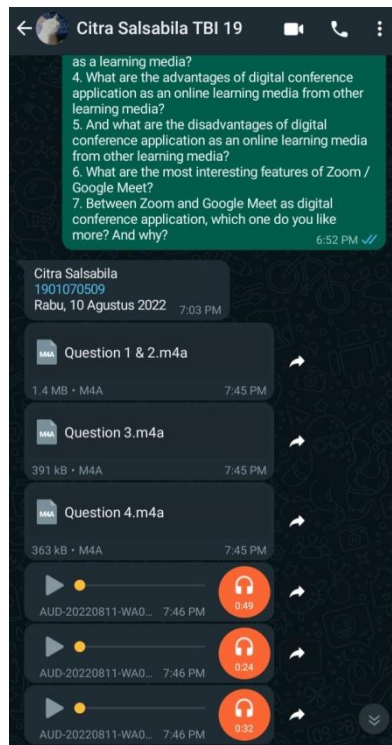 Citra Salsabila TBI 19
as a learning media?
4. What are the advantages of digital conference
application as an online learning media from other
learning media?
5. And what are the disadvantages of digital
conference application as an online learning media
from other learning media?
6. What are the most interesting features of Zoom /
Google Meet?
7. Between Zoom and Google Meet as digital
conference application, which one do you like
more? And why?
6:52 PM
Citra Salsabila
1901070509
Rabu, 10 Agustus 2022 7:03 PM
M4A Question 1 & 2.m4a
1.4 MB • M4A 7:45 PM
M4A Question 3.m4a
391 kB • M4A 7:45 PM
M4A Question 4.m4a
363 kB • M4A 7:45 PM
0:49
AUD-20220811-WA0... 7:46 PM
0:24
AUD-20220811-WA0... 7:46 PM
0:32
AUD-20220811-WA0... 7:46 PM